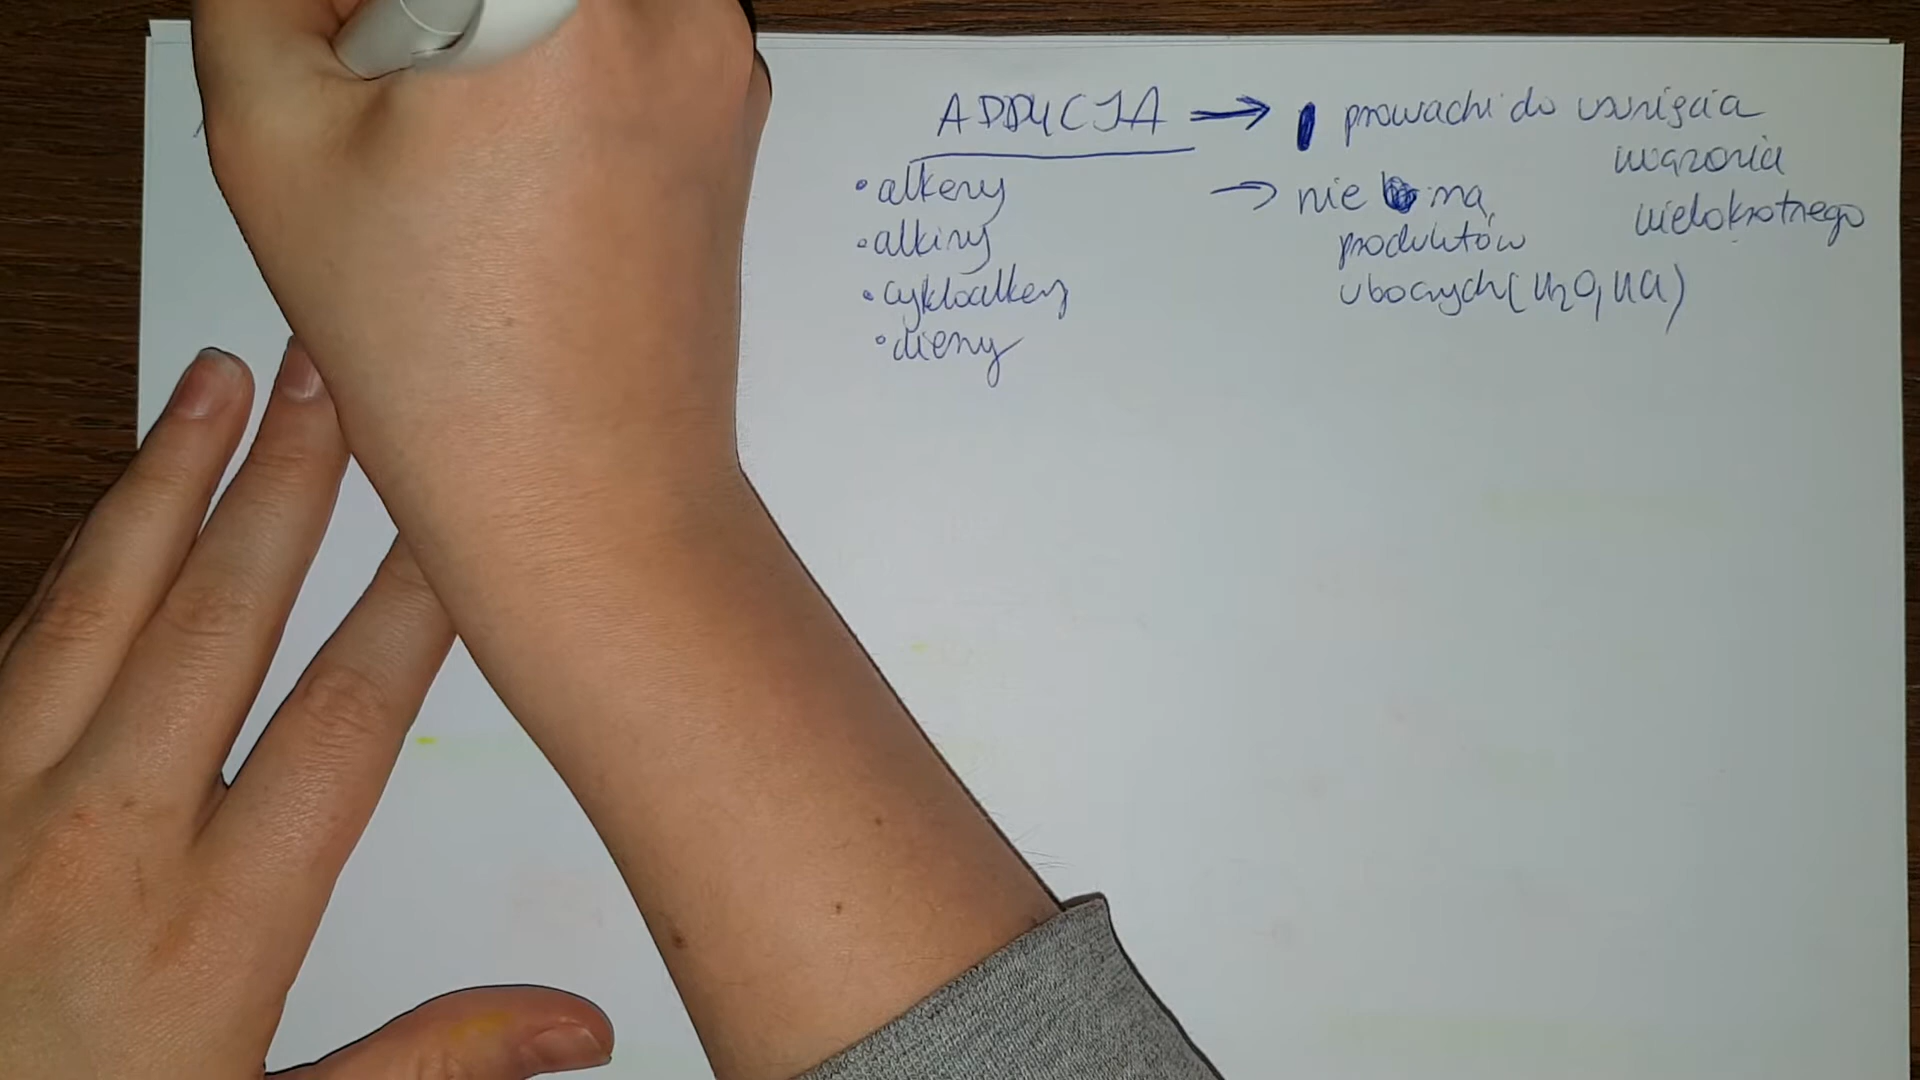 ADDYCJA → prowadzi do usunięcia
wiązania
wielokrotnego
• alkeny
• alkiny
• cykloalkeny
• dieny
→ nie ma
produktów
ubocznych (H2O, HCl)